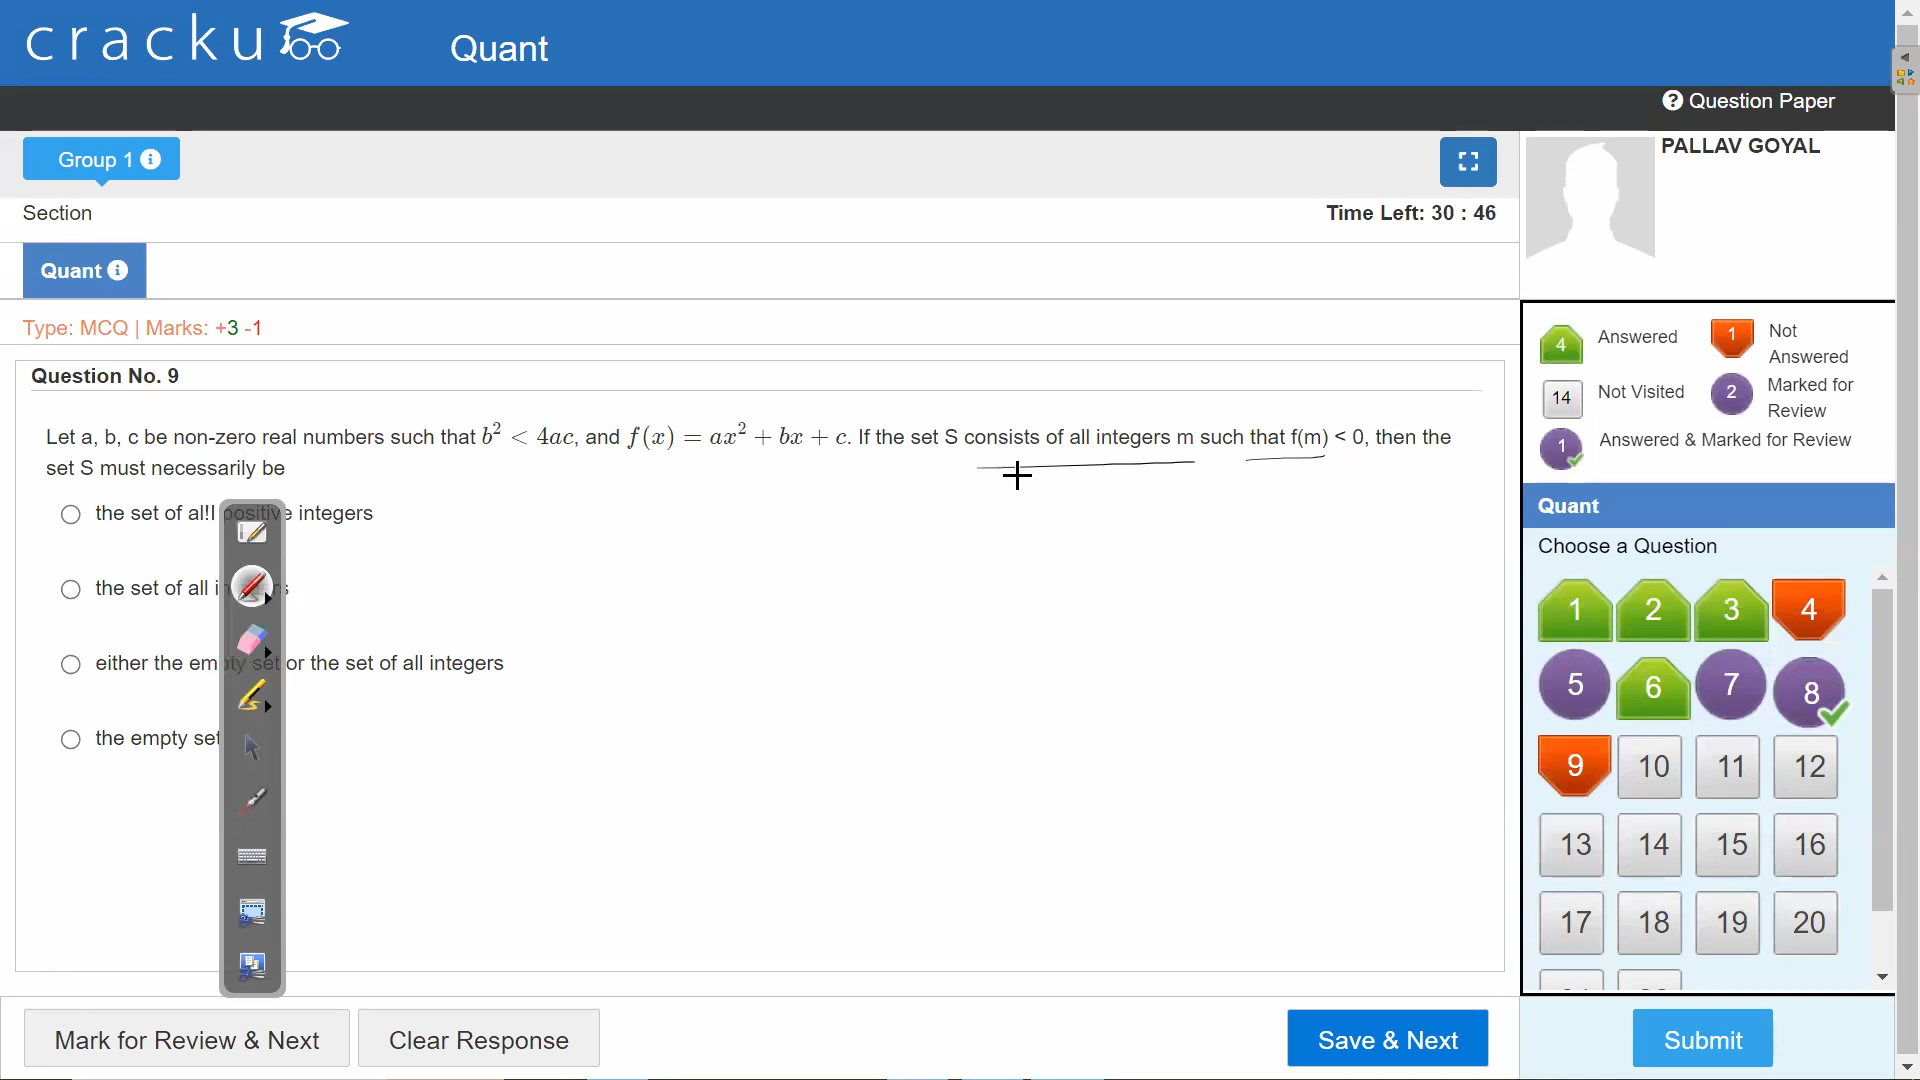 cracku
Quant
Question Paper
Group 1
PALLAV GOYAL
Section
Time Left: 30 : 46
Quant
Type: MCQ | Marks: +3 -1
Question No. 9
Let a, b, c be non-zero real numbers such that b² < 4ac, and f(x) = ax² + bx + c. If the set S consists of all integers m such that f(m) < 0, then the
set S must necessarily be
the set of al!l positive integers
the set of all
either the empty set or the set of all integers
the empty set
Mark for Review & Next
Clear Response
Save & Next
4 Answered
1 Not Answered
14 Not Visited
2 Marked for Review
1 Answered & Marked for Review
Quant
Choose a Question
1 2 3 4
5 6 7 8
9 10 11 12
13 14 15 16
17 18 19 20
Submit